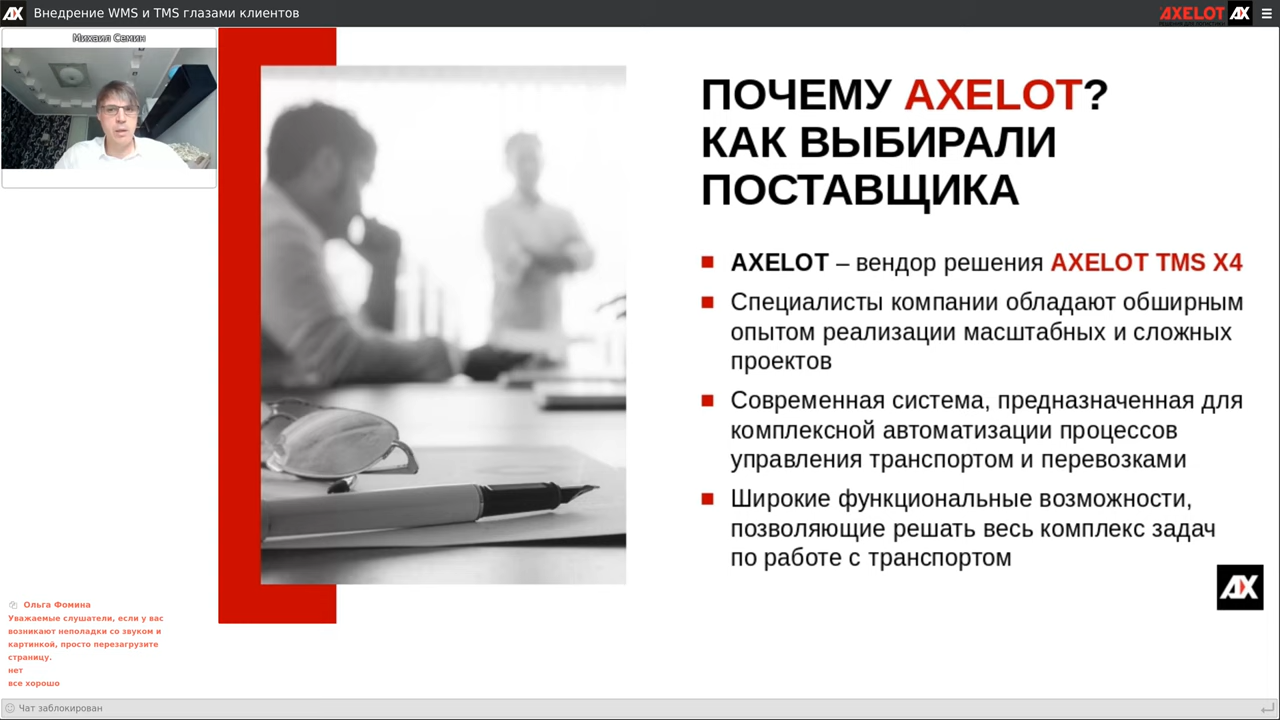 Внедрение WMS и TMS глазами клиентов
AXELOT
Михаил Семин
ПОЧЕМУ AXELOT?
КАК ВЫБИРАЛИ
ПОСТАВЩИКА
AXELOT – вендор решения AXELOT TMS X4
Специалисты компании обладают обширным
опытом реализации масштабных и сложных
проектов
Современная система, предназначенная для
комплексной автоматизации процессов
управления транспортом и перевозками
Широкие функциональные возможности,
позволяющие решать весь комплекс задач
по работе с транспортом
Ольга Фомина
Уважаемые слушатели, если у вас
возникают неполадки со звуком и
картинкой, просто перезагрузите
страницу.
нет
все хорошо
Чат заблокирован